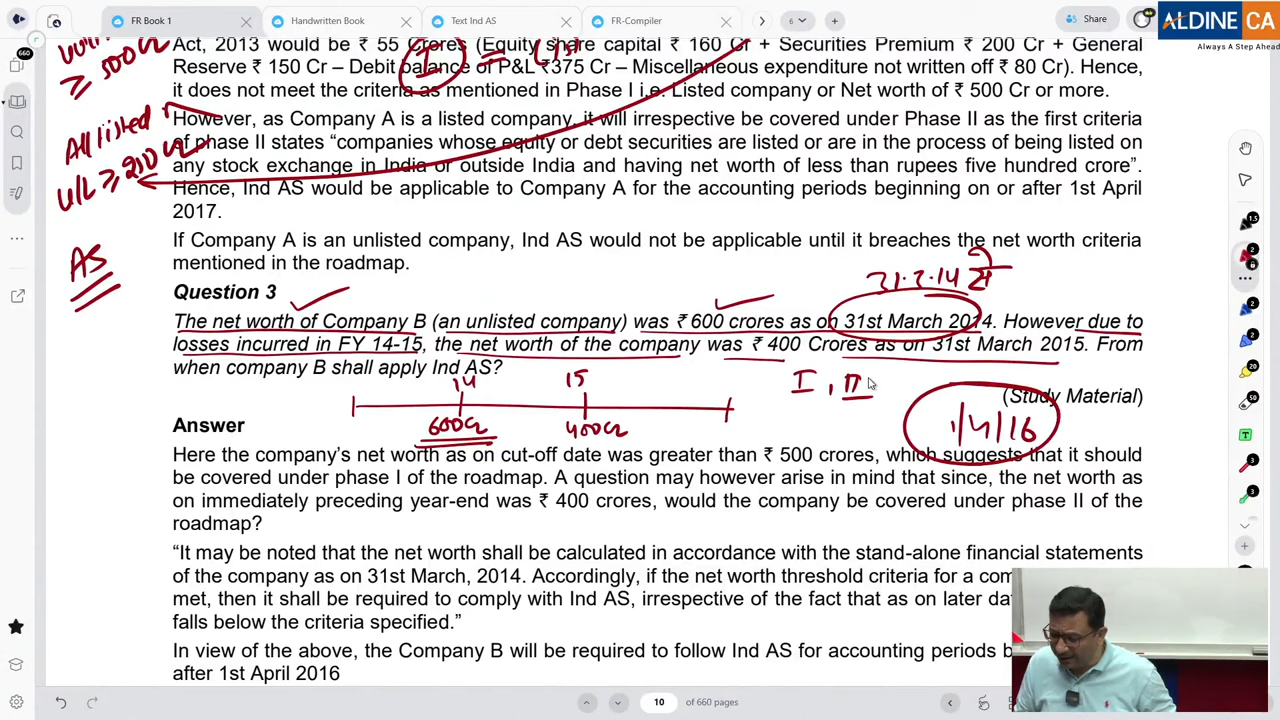 FR Book 1
Handwritten Book
Text Ind AS
FR-Compiler
6
Share
ALDINE CA
Always A Step Ahead
660
≥ 500 Cr
Act, 2013 would be ₹ 55 Crores (Equity share capital ₹ 160 Cr + Securities Premium ₹ 200 Cr + General
Reserve ₹ 150 Cr – Debit balance of P&L ₹375 Cr – Miscellaneous expenditure not written off ₹ 80 Cr). Hence,
it does not meet the criteria as mentioned in Phase I i.e. Listed company or Net worth of ₹ 500 Cr or more.
I =
All listed
U/L ≥ 250 Cr
However, as Company A is a listed company, it will irrespective be covered under Phase II as the first criteria
of phase II states “companies whose equity or debt securities are listed or are in the process of being listed on
any stock exchange in India or outside India and having net worth of less than rupees five hundred crore”.
Hence, Ind AS would be applicable to Company A for the accounting periods beginning on or after 1st April
2017.
AS
If Company A is an unlisted company, Ind AS would not be applicable until it breaches the net worth criteria
mentioned in the roadmap.
31.3.14
Question 3
The net worth of Company B (an unlisted company) was ₹ 600 crores as on 31st March 2014. However due to
losses incurred in FY 14-15, the net worth of the company was ₹ 400 Crores as on 31st March 2015. From
when company B shall apply Ind AS?
14 15
I, II
(Study Material)
600Cr 400Cr
1/4/16
Answer
Here the company’s net worth as on cut-off date was greater than ₹ 500 crores, which suggests that it should
be covered under phase I of the roadmap. A question may however arise in mind that since, the net worth as
on immediately preceding year-end was ₹ 400 crores, would the company be covered under phase II of the
roadmap?
“It may be noted that the net worth shall be calculated in accordance with the stand-alone financial statements
of the company as on 31st March, 2014. Accordingly, if the net worth threshold criteria for a com
met, then it shall be required to comply with Ind AS, irrespective of the fact that as on later dat
falls below the criteria specified.”
In view of the above, the Company B will be required to follow Ind AS for accounting periods b
after 1st April 2016
10 of 660 pages